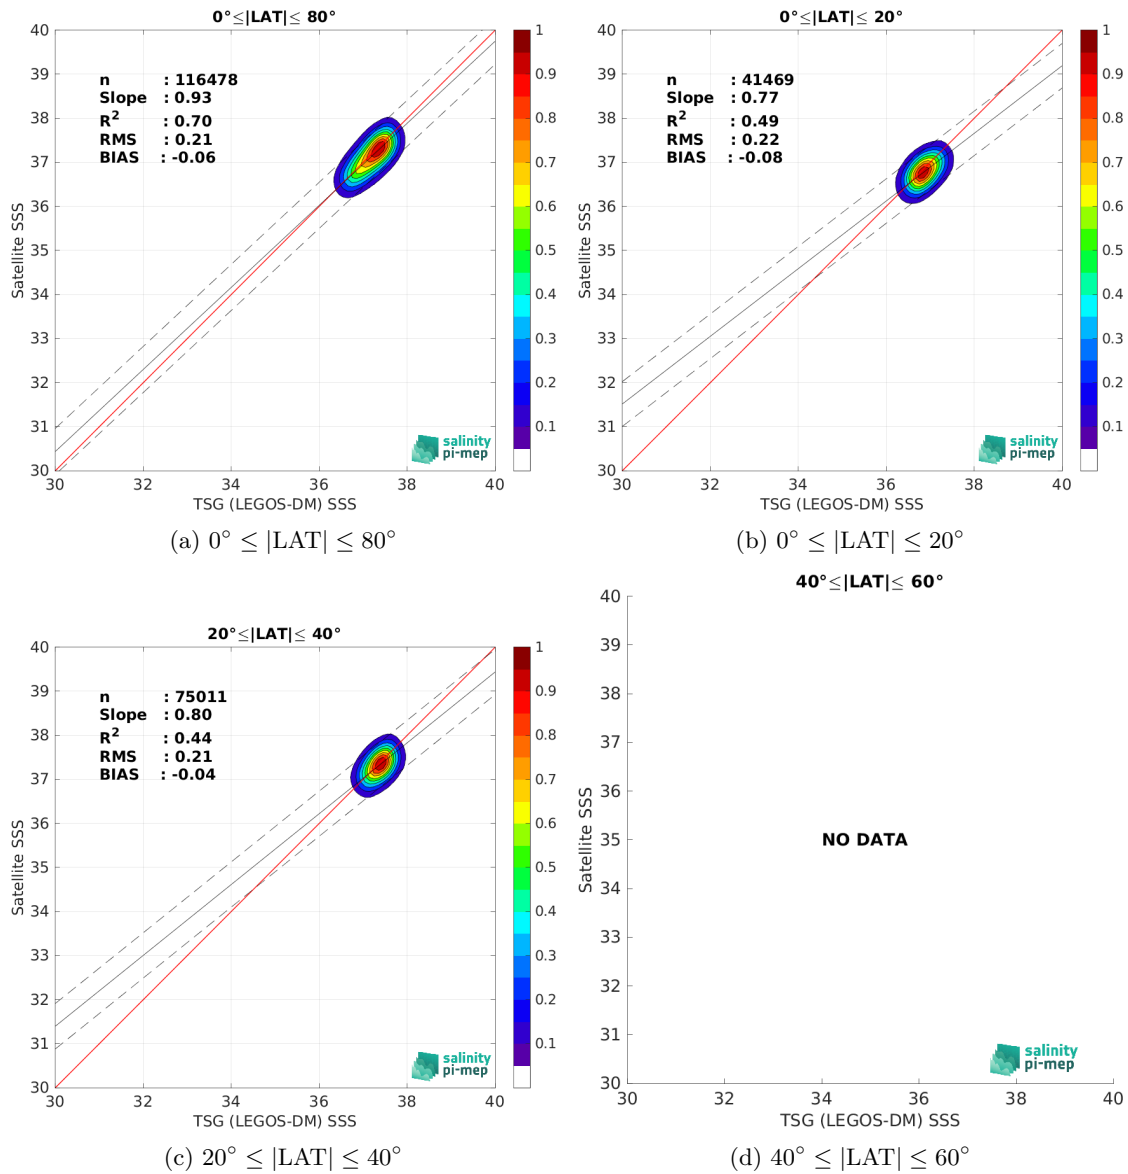 0°≤|LAT|≤ 80°
40
39
38
37
36
35
34
33
32
31
30
Satellite SSS
n : 116478
Slope : 0.93
R² : 0.70
RMS : 0.21
BIAS : -0.06
1
0.9
0.8
0.7
0.6
0.5
0.4
0.3
0.2
0.1
salinity
pi-mep
30 32 34 36 38 40
TSG (LEGOS-DM) SSS
(a) 0° ≤ |LAT| ≤ 80°
0°≤|LAT|≤ 20°
40
39
38
37
36
35
34
33
32
31
30
Satellite SSS
n : 41469
Slope : 0.77
R² : 0.49
RMS : 0.22
BIAS : -0.08
1
0.9
0.8
0.7
0.6
0.5
0.4
0.3
0.2
0.1
salinity
pi-mep
30 32 34 36 38 40
TSG (LEGOS-DM) SSS
(b) 0° ≤ |LAT| ≤ 20°
20°≤|LAT|≤ 40°
40
39
38
37
36
35
34
33
32
31
30
Satellite SSS
n : 75011
Slope : 0.80
R² : 0.44
RMS : 0.21
BIAS : -0.04
1
0.9
0.8
0.7
0.6
0.5
0.4
0.3
0.2
0.1
salinity
pi-mep
30 32 34 36 38 40
TSG (LEGOS-DM) SSS
(c) 20° ≤ |LAT| ≤ 40°
40°≤|LAT|≤ 60°
40
39
38
37
36
35
34
33
32
31
30
Satellite SSS
NO DATA
salinity
pi-mep
30 32 34 36 38 40
TSG (LEGOS-DM) SSS
(d) 40° ≤ |LAT| ≤ 60°